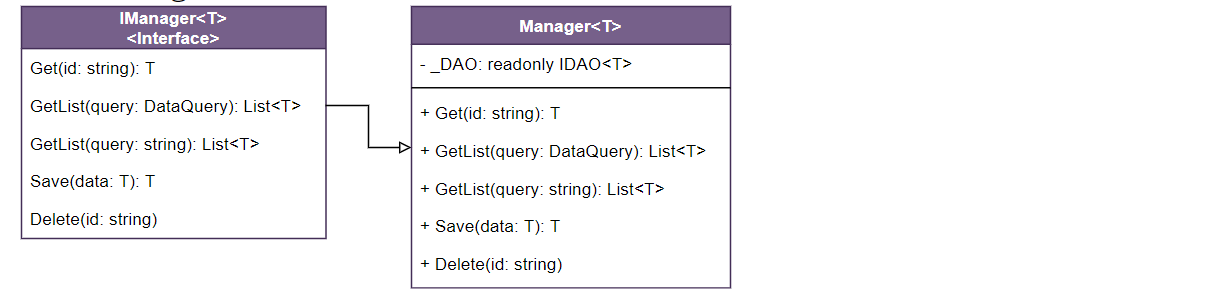 IManager<T>
<Interface>
Get(id: string): T
GetList(query: DataQuery): List<T>
GetList(query: string): List<T>
Save(data: T): T
Delete(id: string)
Manager<T>
- _DAO: readonly IDAO<T>
+ Get(id: string): T
+ GetList(query: DataQuery): List<T>
+ GetList(query: string): List<T>
+ Save(data: T): T
+ Delete(id: string)